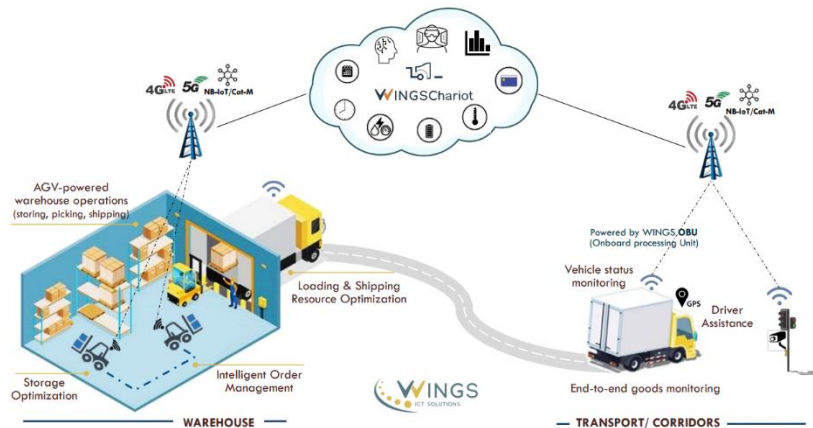 WINGSChariot
4G LTE
5G
NB-IoT/Cat-M
4G LTE
5G
NB-IoT/Cat-M
AGV-powered
warehouse operations
(storing, picking, shipping)
Powered by WINGS,OBU
(Onboard processing Unit)
Loading & Shipping
Resource Optimization
Vehicle status
monitoring
GPS
Driver
Assistance
Storage
Optimization
Intelligent Order
Management
End-to-end goods monitoring
WINGS
ICT SOLUTIONS
WAREHOUSE
TRANSPORT/ CORRIDORS